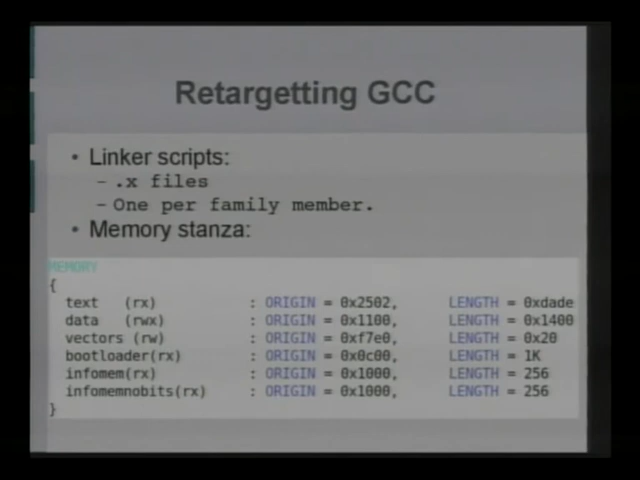 Retargetting GCC
• Linker scripts:
– .x files
– One per family member.
• Memory stanza:
MEMORY
{
text (rx) : ORIGIN = 0x2502, LENGTH = 0xdade
data (rwx) : ORIGIN = 0x1100, LENGTH = 0x1400
vectors (rw) : ORIGIN = 0xf7e0, LENGTH = 0x20
bootloader(rx) : ORIGIN = 0x0c00, LENGTH = 1K
infomem(rx) : ORIGIN = 0x1000, LENGTH = 256
infomemnobits(rx) : ORIGIN = 0x1000, LENGTH = 256
}